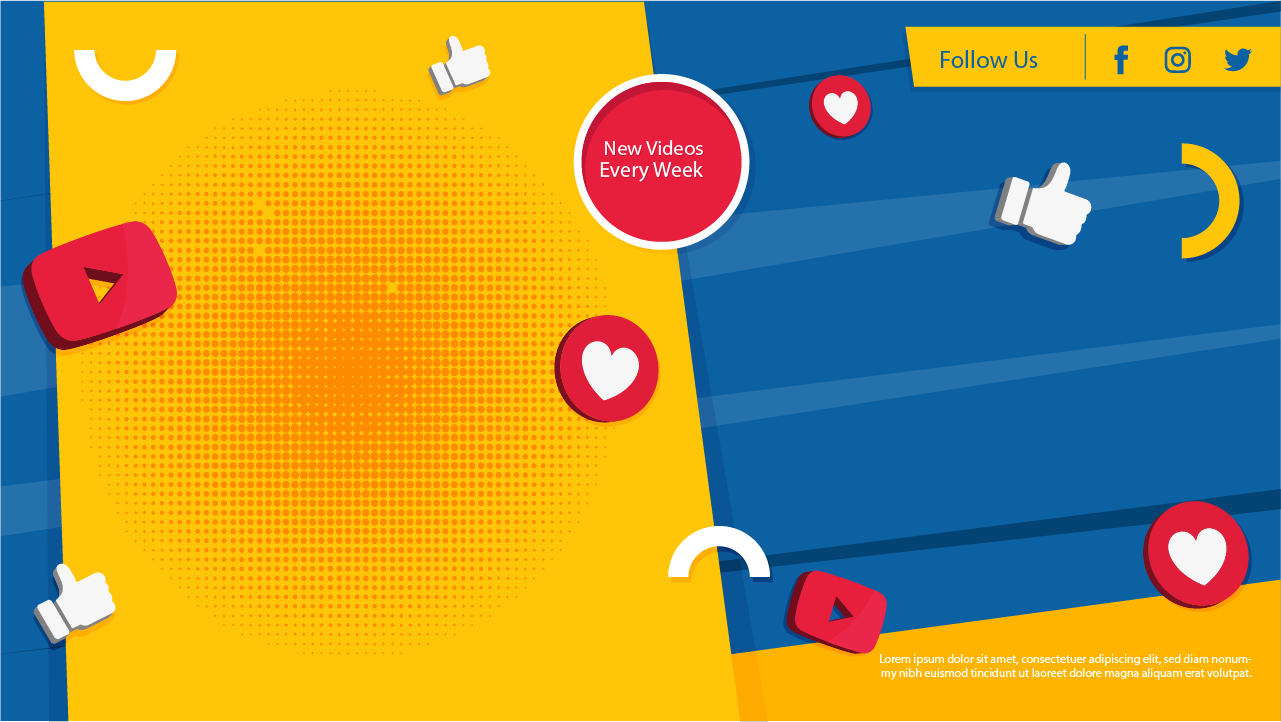 Follow Us
New Videos
Every Week
Lorem ipsum dolor sit amet, consectetuer adipiscing elit, sed diam nonum-
my nibh euismod tincidunt ut laoreet dolore magna aliquam erat volutpat.